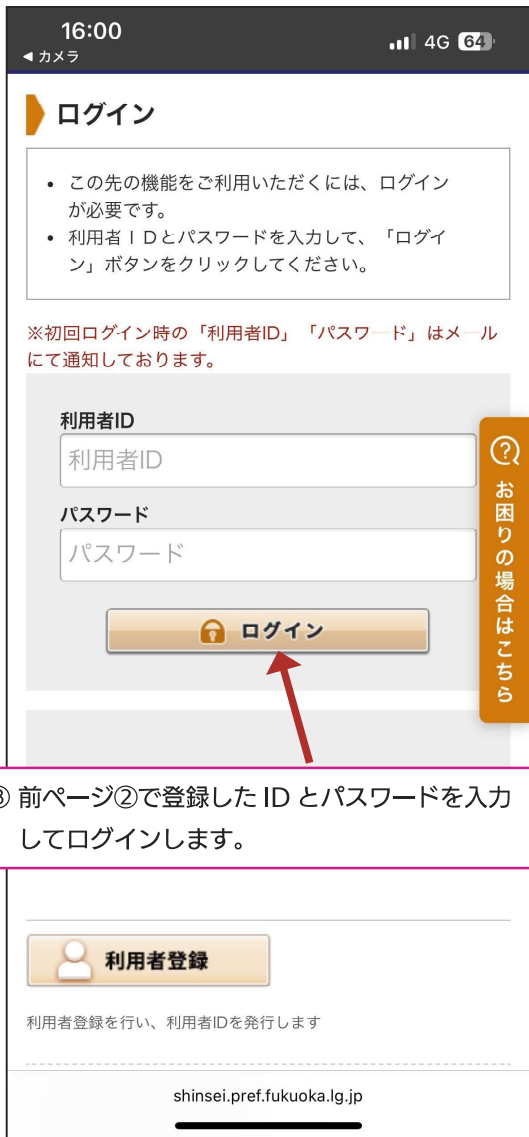 16:00
4G 64
◀ カメラ
ログイン
• この先の機能をご利用いただくには、ログイン
が必要です。
• 利用者ＩＤとパスワードを入力して、「ログイ
ン」ボタンをクリックしてください。
※初回ログイン時の「利用者ID」「パスワード」はメール
にて通知しております。
利用者ID
利用者ID
パスワード
パスワード
ログイン
お困りの場合はこちら
前ページ②で登録した ID とパスワードを入力
してログインします。
利用者登録
利用者登録を行い、利用者IDを発行します
shinsei.pref.fukuoka.lg.jp